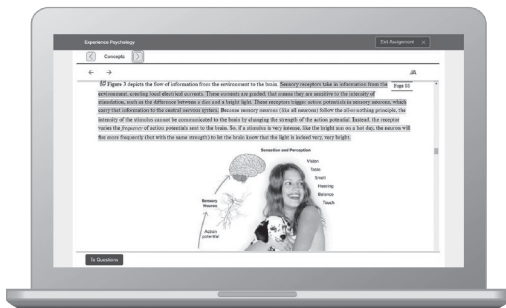 Experience Psychology
Exit Assignment ×
Concepts
Page 88
Figure 3 depicts the flow of information from the environment to the brain. Sensory receptors take in information from the
environment, creating local electrical currents. These currents are graded; that means they are sensitive to the intensity of
stimulation, such as the difference between a dim and a bright light. These receptors trigger action potentials in sensory neurons, which
carry that information to the central nervous system. Because sensory neurons (like all neurons) follow the all-or-nothing principle, the
intensity of the stimulus cannot be communicated to the brain by changing the strength of the action potential. Instead, the receptor
varies the frequency of action potentials sent to the brain. So, if a stimulus is very intense, like the bright sun on a hot day, the neuron will
fire more frequently (but with the same strength) to let the brain know that the light is indeed very, very bright.
Sensation and Perception
Vision
Taste
Smell
Hearing
Balance
Touch
Sensory
Neuron
Action
potential
To Questions